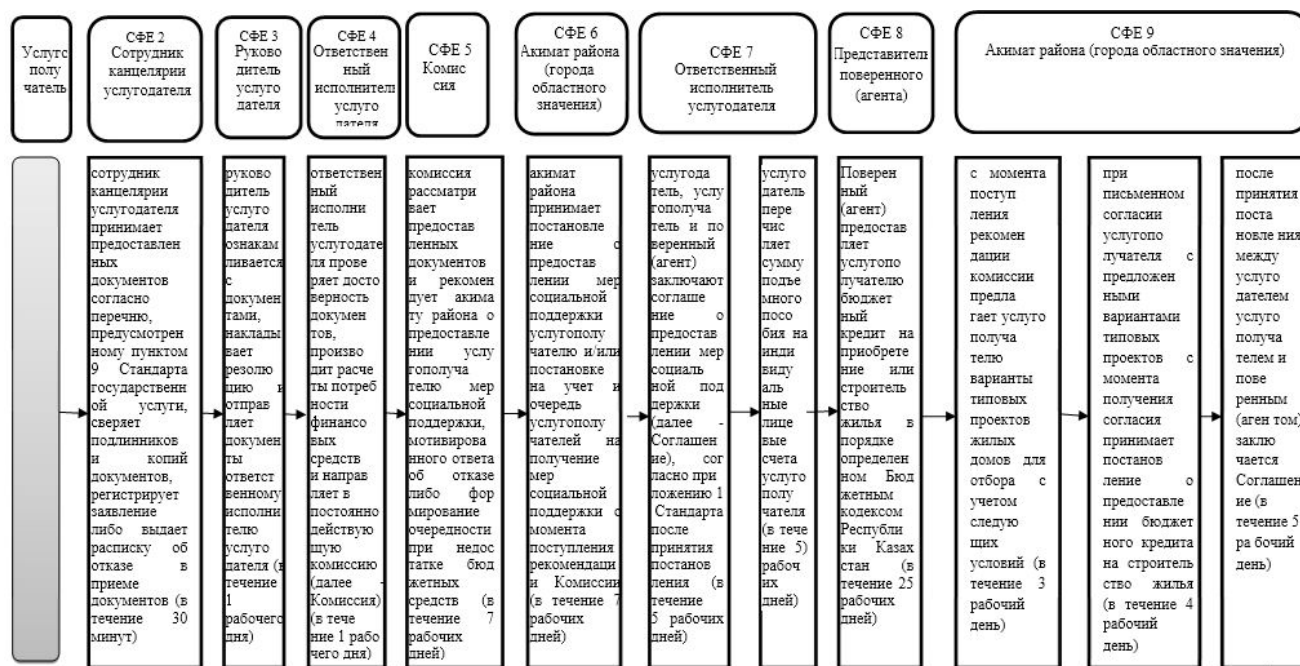 Услуго
полу
чатель
СФЕ 2
Сотрудник
канцелярии
услугодателя
СФЕ 3
Руково
дитель
услуго
дателя
СФЕ 4
Ответствен
ный
исполнитель
услуго
дателя
СФЕ 5
Комис
сия
СФЕ 6
Акимат района
(города
областного
значения)
СФЕ 7
Ответственный
исполнитель
услугодателя
СФЕ 8
Представитель
поверенного
(агента)
СФЕ 9
Акимат района (города областного значения)
сотрудник
канцелярии
услугодателя
принимает
предоставлен
ных
документов
согласно
перечню,
предусмотрен
ному пунктом
9 Стандарта
государственн
ой услуги,
сверяет
подлинников
и копий
документов,
регистрирует
заявление
либо выдает
расписку об
отказе в
приеме
документов (в
течение 30
минут)
руково
дитель
услуго
дателя
ознакам
ливается
с
докумен
тами,
наклады
вает
резолю
цию и
отправ
ляет
докумен
ты
ответст
венному
исполни
телю
услуго
дателя (в
течение
1
рабочего
дня)
ответствен
ный
исполни
тель
услугодате
ля прове
ряет досто
верность
докумен
тов,
произво
дит расче
ты потреб
ности
финансо
вых
средств
и направ
ляет в
постоянно
действую
щую
комиссию
(далее -
Комиссия)
(в тече
ние 1 рабо
чего дня)
комиссия
рассматри
вает
предостав
ленных
документов
и рекомен
дует акима
ту района о
предоставле
нии услу
гополуча
телю мер
социальной
поддержки,
мотивирова
нного ответа
об отказе
либо фор
мирование
очередности
при недос
татке бюд
жетных
средств (в
течение 7
рабочих
дней)
акимат
района
принимает
постановле
ние о
предостав
лении мер
социальной
поддержки
услугополу
чателю и/или
постановке
на учет и
очередь
услугополу
чателей на
получение
мер
социальной
поддержки с
момента
поступления
рекомендаци
и Комиссии
(в течение 7
рабочих
дней)
услугода
тель, услу
гополуча
тель и по
веренный
(агент)
заключают
соглаше
ние о
предостав
лении мер
социаль
ной под
держки
(далее -
Соглашен
ие), сог
ласно при
ложению 1
Стандарта
после
принятия
постанов
ления (в
течение
5 рабочих
дней)
услуго
датель
пере
чис
ляет
сумму
подъе
много
посо
бия на
инди
виду
аль
ные
лице
вые
счета
услуго
полу
чателя
(в тече
ние 5)
рабоч
их
дней)
Поверен
ный
(агент)
предостав
ляет
услугопо
лучателю
бюджет
ный
кредит на
приобрете
ние или
строитель
ство
жилья в
порядке
определен
ном Бюд
жетным
кодексом
Республи
ки Казах
стан (в
течение 25
рабочих
дней)
с момента
поступ
ления
рекомен
дации
комиссии
предла
гает услуго
получа
телю
варианты
типовых
проектов
жилых
домов для
отбора с
учетом
следую
щих
условий (в
течение 3
рабочий
день)
при
письменном
согласии
услугопо
лучателя с
предложен
ными
вариантами
типовых
проектов с
момента
получения
согласия
принимает
постанов
ление о
предоставле
нии бюджет
ного кредита
на строитель
ство жилья
(в течение 4
рабочий
день)
после
принятия
поста
новле ния
между
услуго
дателем
услуго
получа
телем и
пове
ренным
(аген том)
заклю
чается
Соглашен
ие (в
течение 5
ра бочий
день)